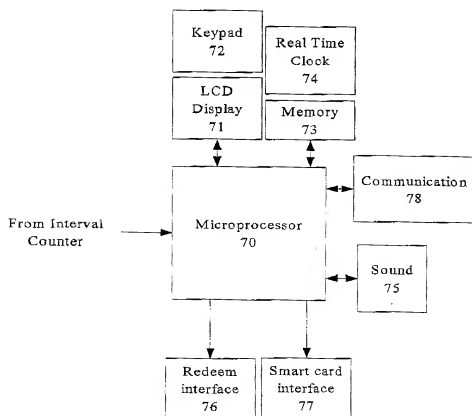 Keypad
72
Real Time
Clock
74
LCD
Display
71
Memory
73
Communication
78
From Interval
Counter
Microprocessor
70
Sound
75
Redeem
interface
76
Smart card
interface
77